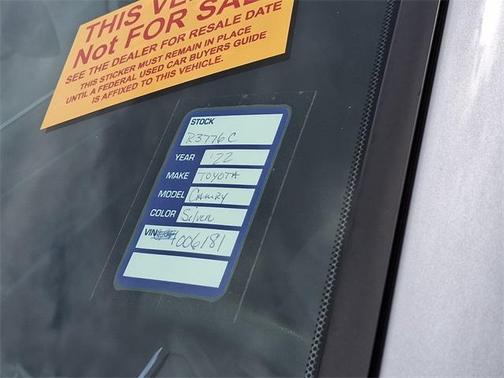 THIS VE
Not FOR SA
SEE THE DEALER FOR RESALE DATE
THIS STICKER MUST REMAIN IN PLACE
UNTIL A FEDERAL USED CAR BUYERS GUIDE
IS AFFIXED TO THIS VEHICLE.
STOCK
R3776C
YEAR '22
MAKE TOYOTA
MODEL CAMRY
COLOR Silver
VIN 1006181